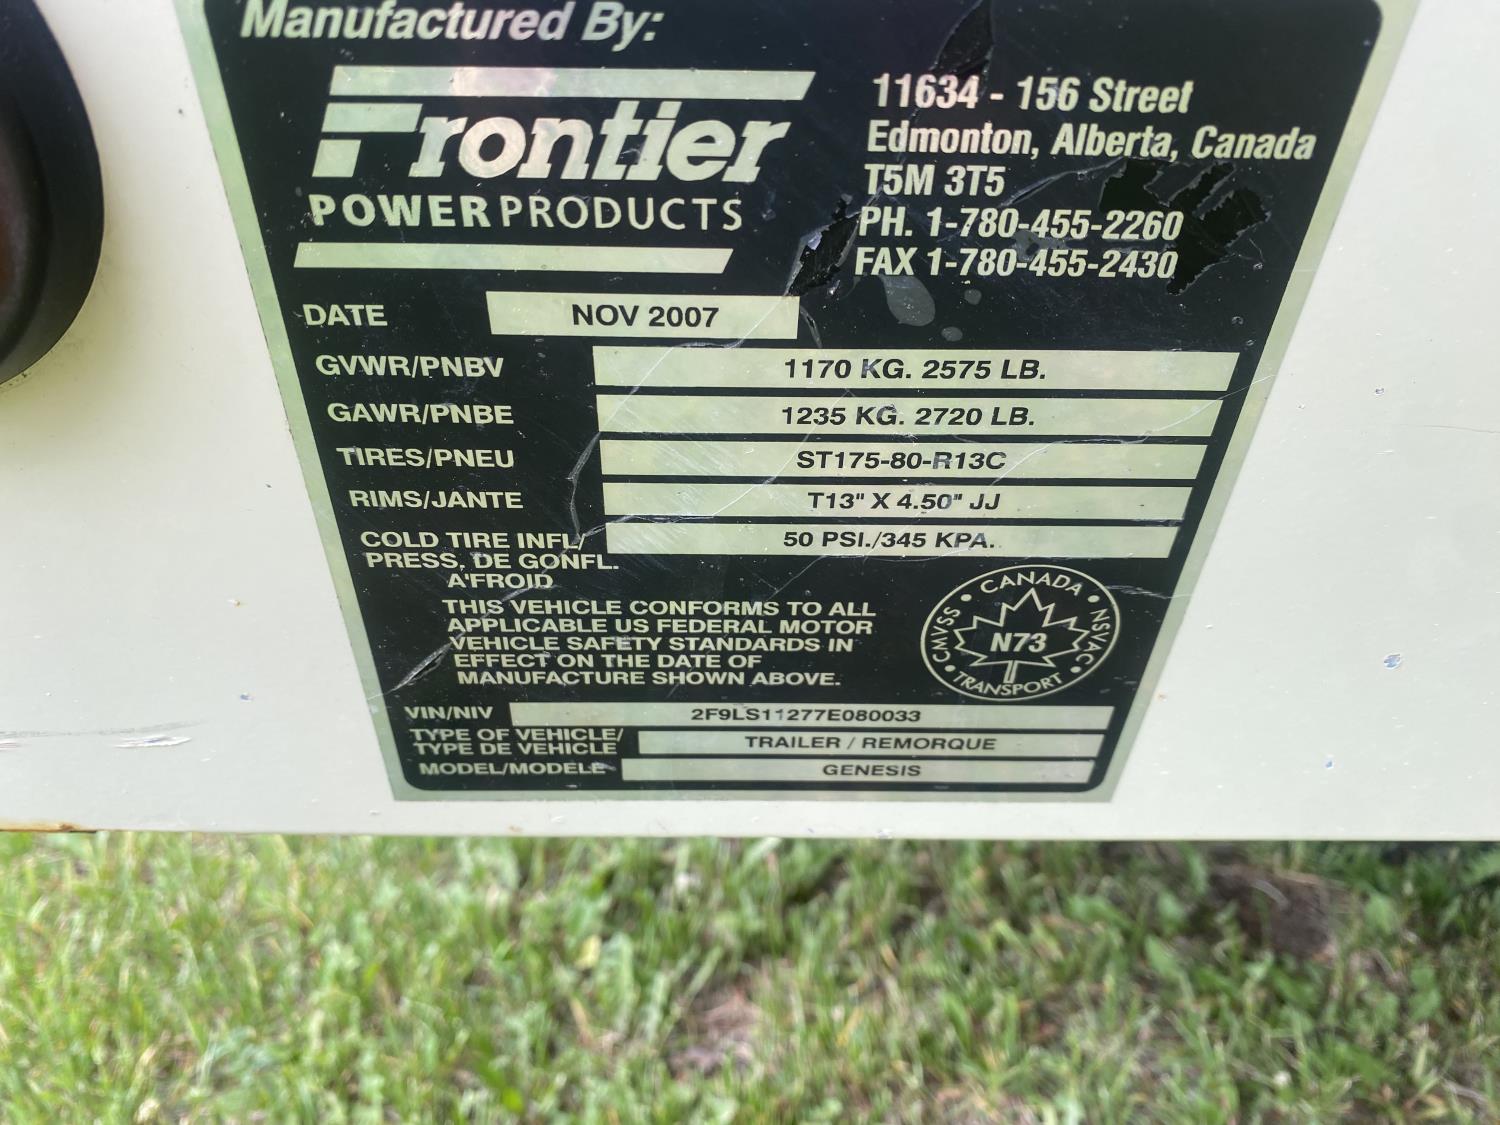 Manufactured By:
Frontier
POWER PRODUCTS
11634 - 156 Street
Edmonton, Alberta, Canada
T5M 3T5
PH. 1-780-455-2260
FAX 1-780-455-2430
DATE NOV 2007
GVWR/PNBV 1170 KG. 2575 LB.
GAWR/PNBE 1235 KG. 2720 LB.
TIRES/PNEU ST175-80-R13C
RIMS/JANTE T13" X 4.50" JJ
COLD TIRE INFL/ 50 PSI./345 KPA.
PRESS. DE GONFL.
A'FROID
THIS VEHICLE CONFORMS TO ALL
APPLICABLE US FEDERAL MOTOR
VEHICLE SAFETY STANDARDS IN
EFFECT ON THE DATE OF
MANUFACTURE SHOWN ABOVE.
CANADA • NSVAC • TRANSPORT • CMVSS •
N73
VIN/NIV 2F9LS11277E080033
TYPE OF VEHICLE/ TRAILER / REMORQUE
TYPE DE VEHICLE
MODEL/MODELE GENESIS